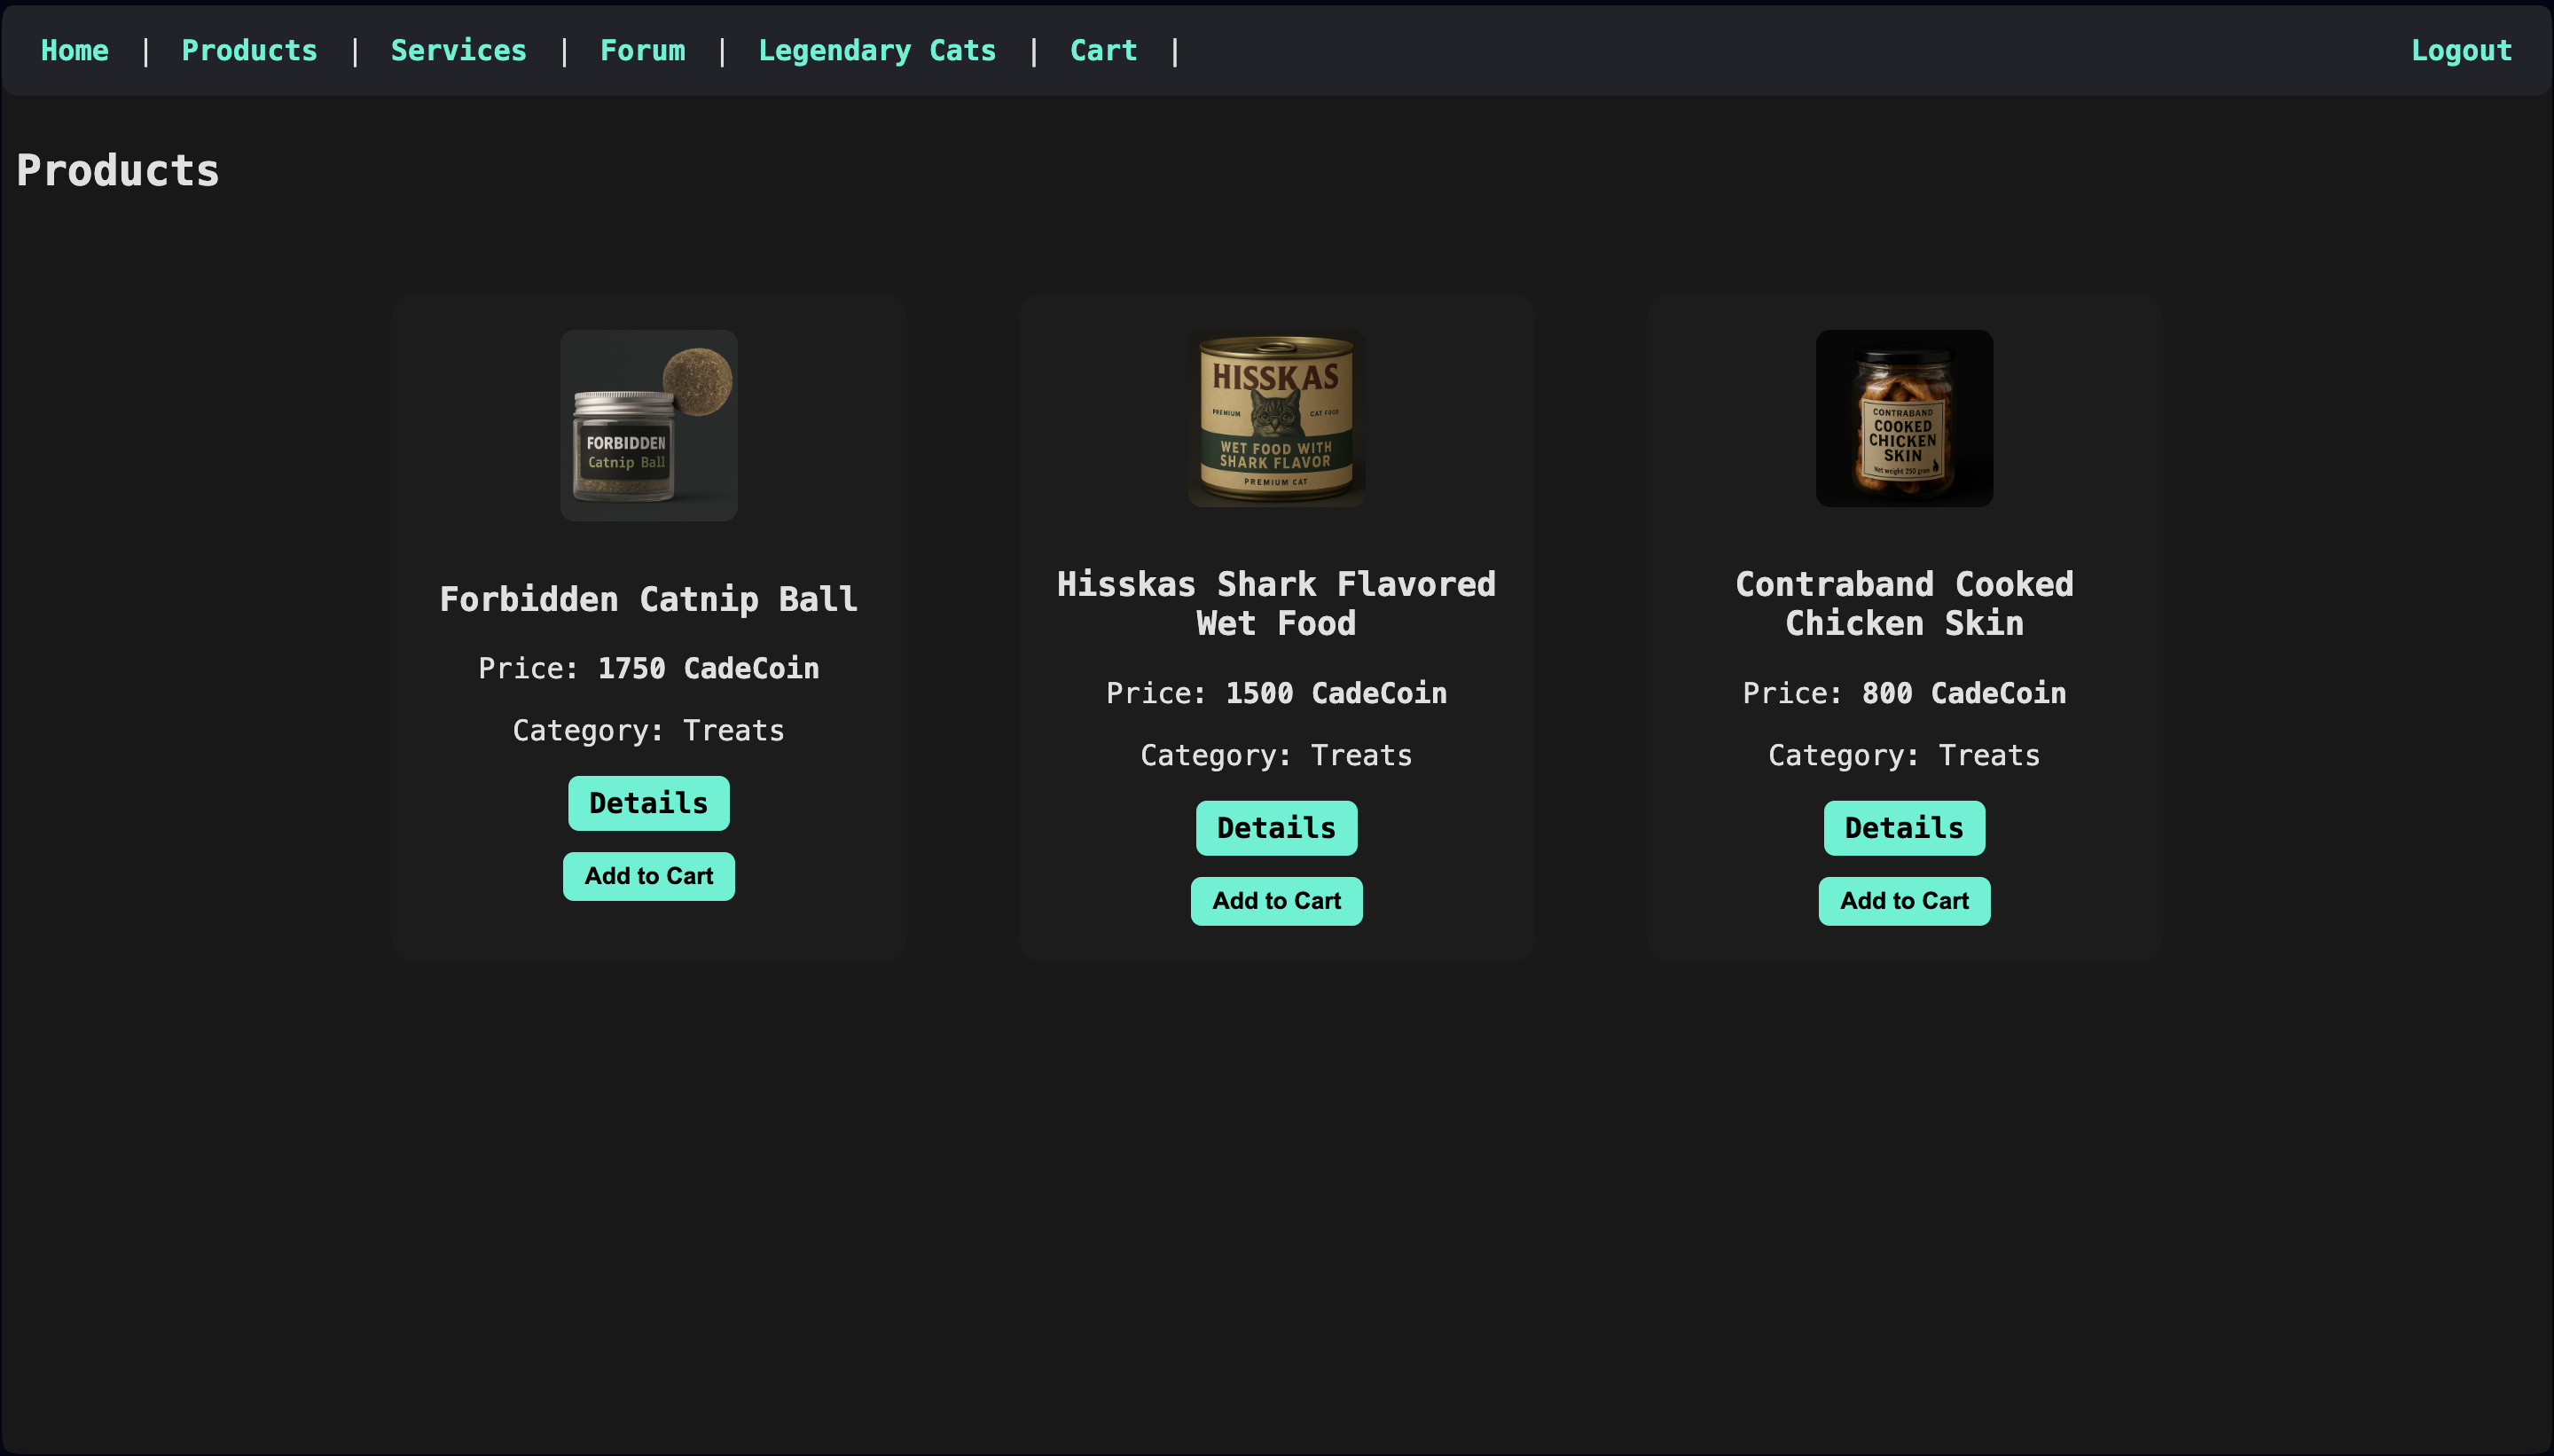 Home | Products | Services | Forum | Legendary Cats | Cart | Logout
Products
FORBIDDEN
Catnip Ball
Forbidden Catnip Ball
Price: 1750 CadeCoin
Category: Treats
Details
Add to Cart
HISSKAS
PREMIUM CAT FOOD
WET FOOD WITH
SHARK FLAVOR
PREMIUM CAT
Hisskas Shark Flavored
Wet Food
Price: 1500 CadeCoin
Category: Treats
Details
Add to Cart
CONTRABAND
COOKED
CHICKEN
SKIN
Net weight 250 gram
Contraband Cooked
Chicken Skin
Price: 800 CadeCoin
Category: Treats
Details
Add to Cart